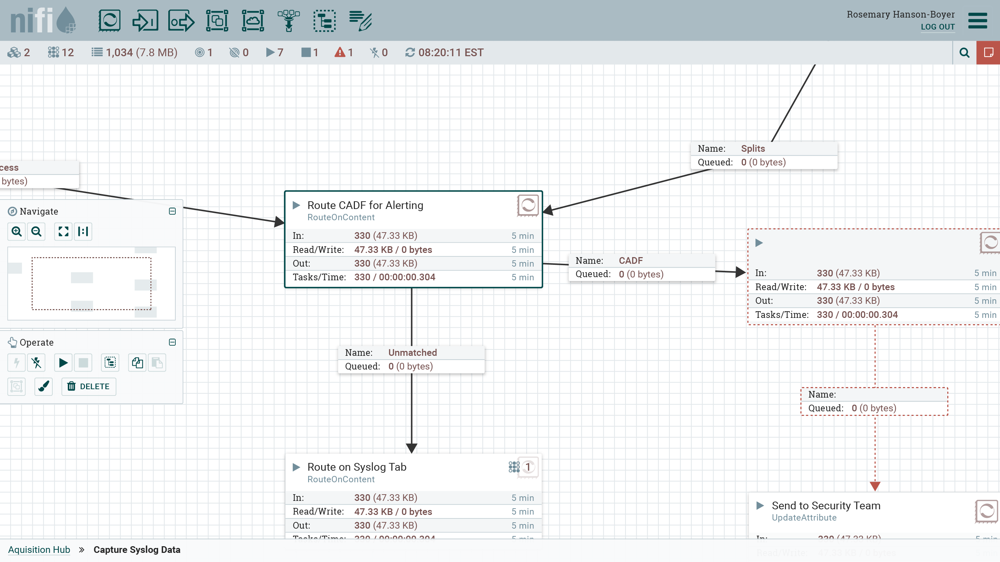 nifi
Rosemary Hanson-Boyer
LOG OUT
2 12 1,034 (7.8 MB) 1 0 7 1 1 0 08:20:11 EST
Name: Splits
Queued: 0 (0 bytes)
cess
bytes)
Navigate
Route CADF for Alerting
RouteOnContent
In: 330 (47.33 KB) 5 min
Read/Write: 47.33 KB / 0 bytes 5 min
Out: 330 (47.33 KB) 5 min
Tasks/Time: 330 / 00:00:00.304 5 min
Name: CADF
Queued: 0 (0 bytes)
In: 330 (47.33 KB) 5 min
Read/Write: 47.33 KB / 0 bytes 5 min
Out: 330 (47.33 KB) 5 min
Tasks/Time: 330 / 00:00:00.304 5 min
Operate
DELETE
Name: Unmatched
Queued: 0 (0 bytes)
Name:
Queued: 0 (0 bytes)
Route on Syslog Tab
RouteOnContent
1
In: 330 (47.33 KB) 5 min
Read/Write: 47.33 KB / 0 bytes 5 min
Out: 330 (47.33 KB) 5 min
Tasks/Time: 330 / 00:00:00.304 5 min
Send to Security Team
UpdateAttribute
In: 330 (47.33 KB) 5 min
Read/Write: 47.33 KB / 0 bytes 5 min
Aquisition Hub » Capture Syslog Data